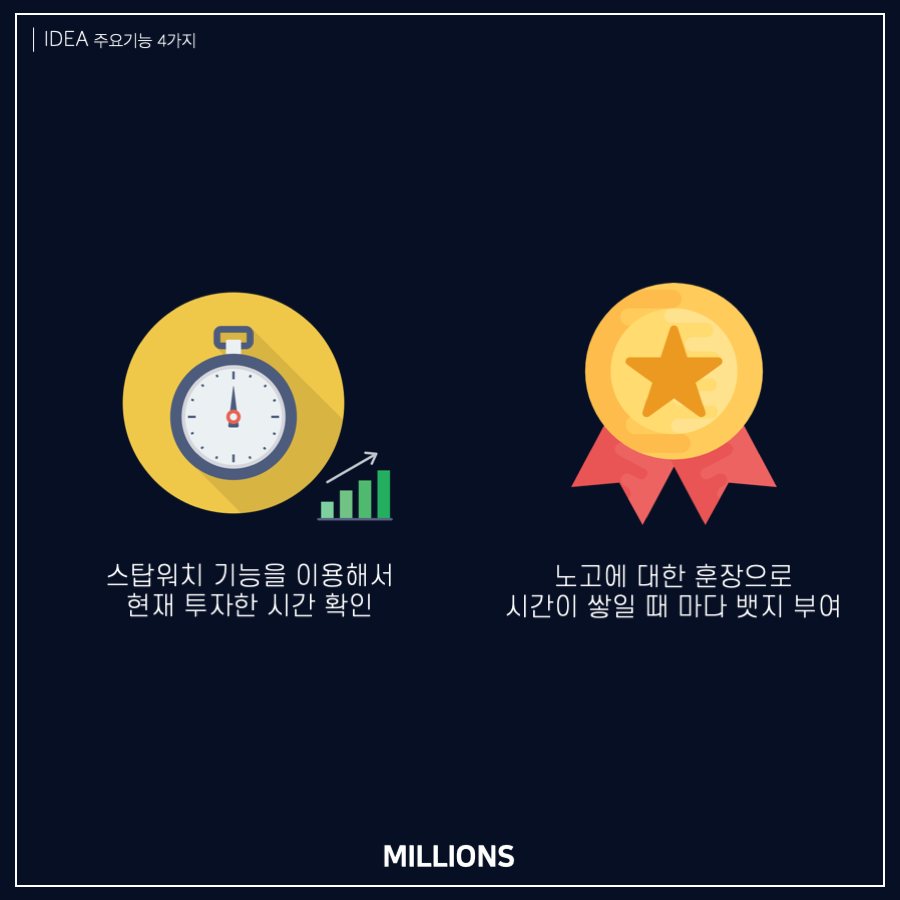 IDEA 주요기능 4가지
스탑워치 기능을 이용해서
현재 투자한 시간 확인
노고에 대한 훈장으로
시간이 쌓일 때 마다 뱃지 부여
MILLIONS